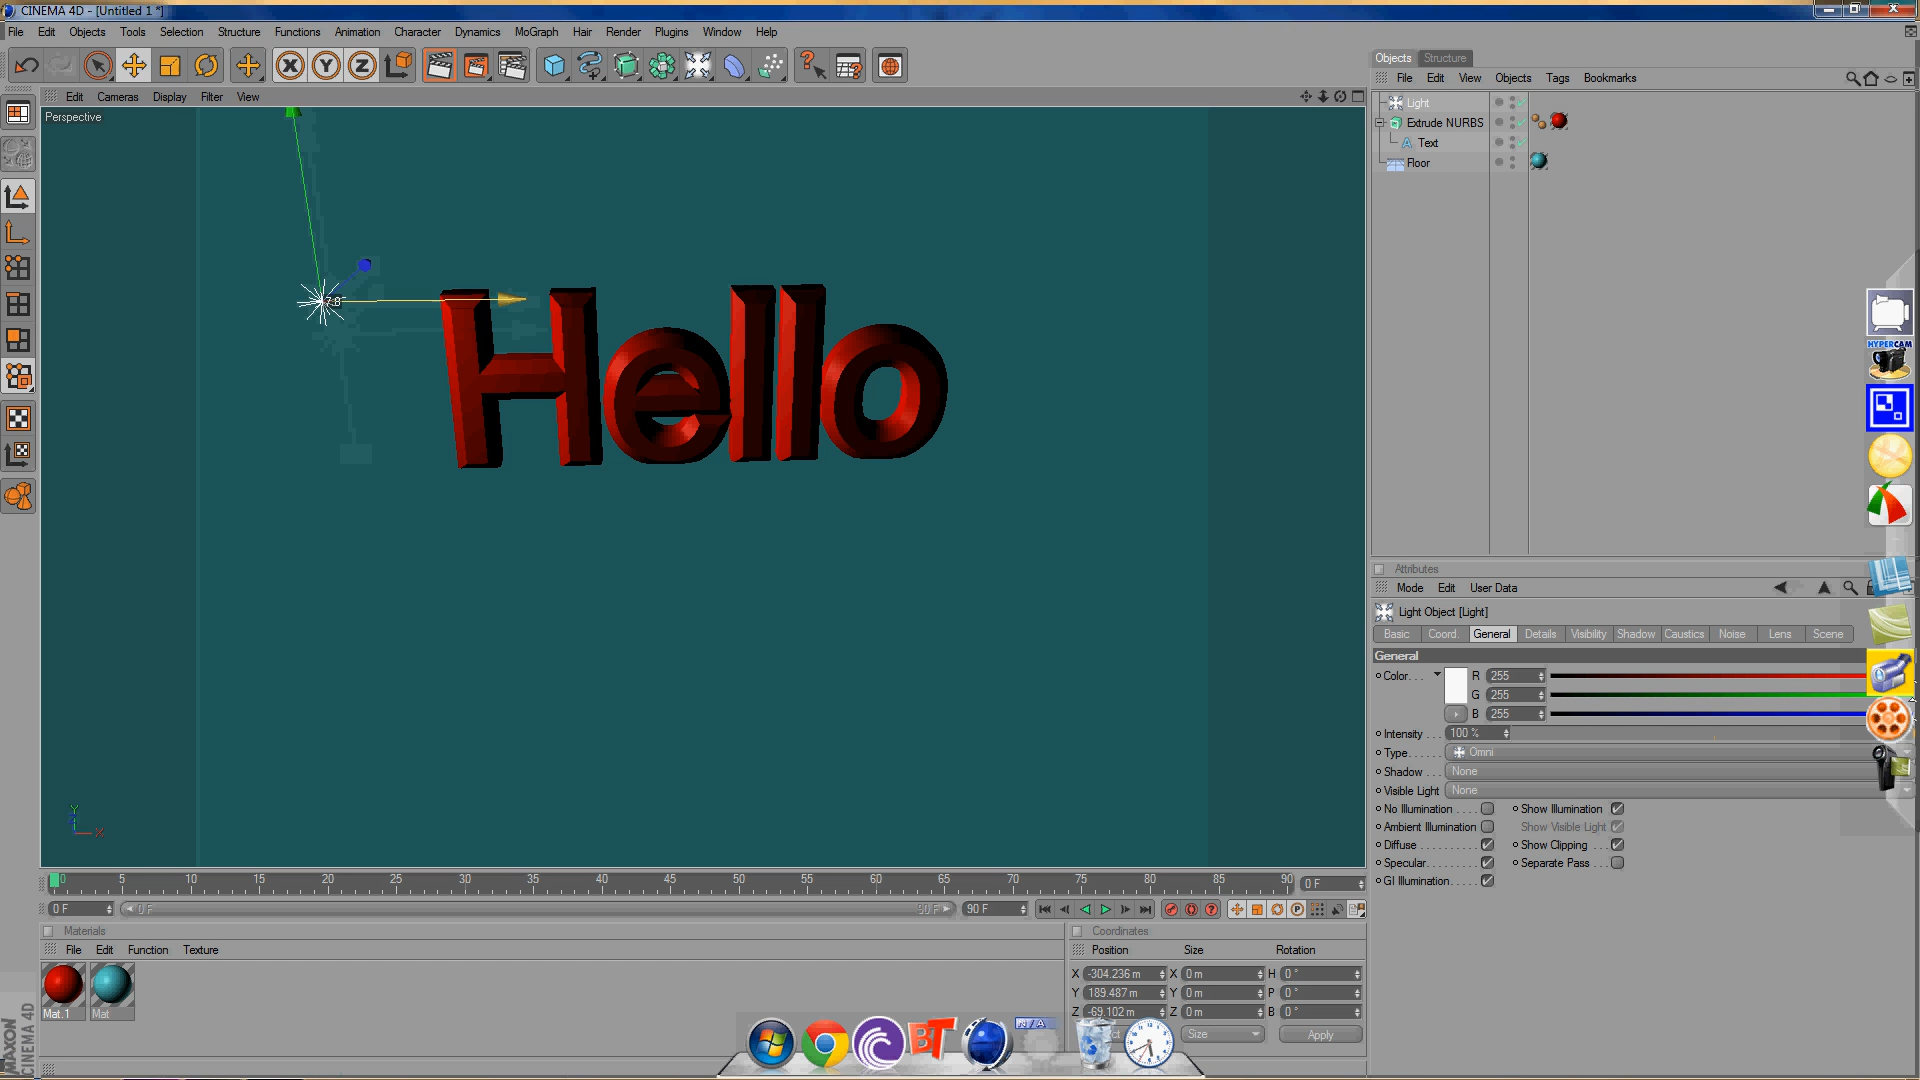 CINEMA 4D - [Untitled 1 *]
File Edit Objects Tools Selection Structure Functions Animation Character Dynamics MoGraph Hair Render Plugins Window Help
Edit Cameras Display Filter View
Perspective
7.8
Hello
Y
X
Objects Structure
File Edit View Objects Tags Bookmarks
Light
Extrude NURBS
Text
Floor
HYPERCAM
Attributes
Mode Edit User Data
Light Object [Light]
Basic Coord. General Details Visibility Shadow Caustics Noise Lens Scene
General
Color. . . R 255
G 255
B 255
Intensity . . . 100 %
Type. . . . . Omni
Shadow . . . . None
Visible Light None
No Illumination . . . . Show Illumination
Ambient Illumination Show Visible Light
Diffuse . . . . . . . . . Show Clipping . . .
Specular. . . . . . . . Separate Pass . . .
GI Illumination. . . . .
0 5 10 15 20 25 30 35 40 45 50 55 60 65 70 75 80 85 90 0 F
0 F 0 F 90 F 90 F
Materials
File Edit Function Texture
Mat.1 Mat
Coordinates
Position Size Rotation
X -304.236 m X 0 m H 0 °
Y 189.487 m Y 0 m P 0 °
Z -69.102 m Z 0 m B 0 °
Size Apply
BT
N/A
MAXON
CINEMA 4D